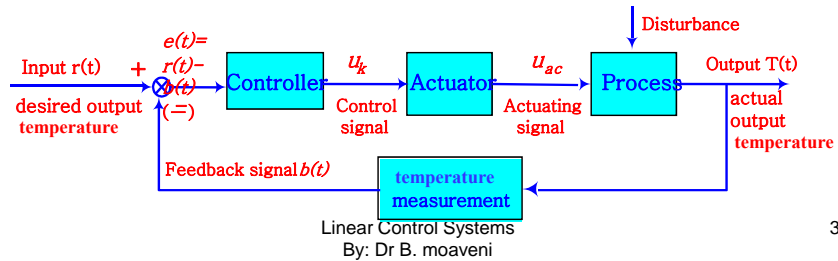 Disturbance
e(t)=
r(t)-
b(t)
(−)
Input r(t)
+
desired output
temperature
Controller
u_k
Control
signal
Actuator
u_ac
Actuating
signal
Process
Output T(t)
actual
output
temperature
Feedback signal b(t)
temperature
measurement
Linear Control Systems
By: Dr B. moaveni
3